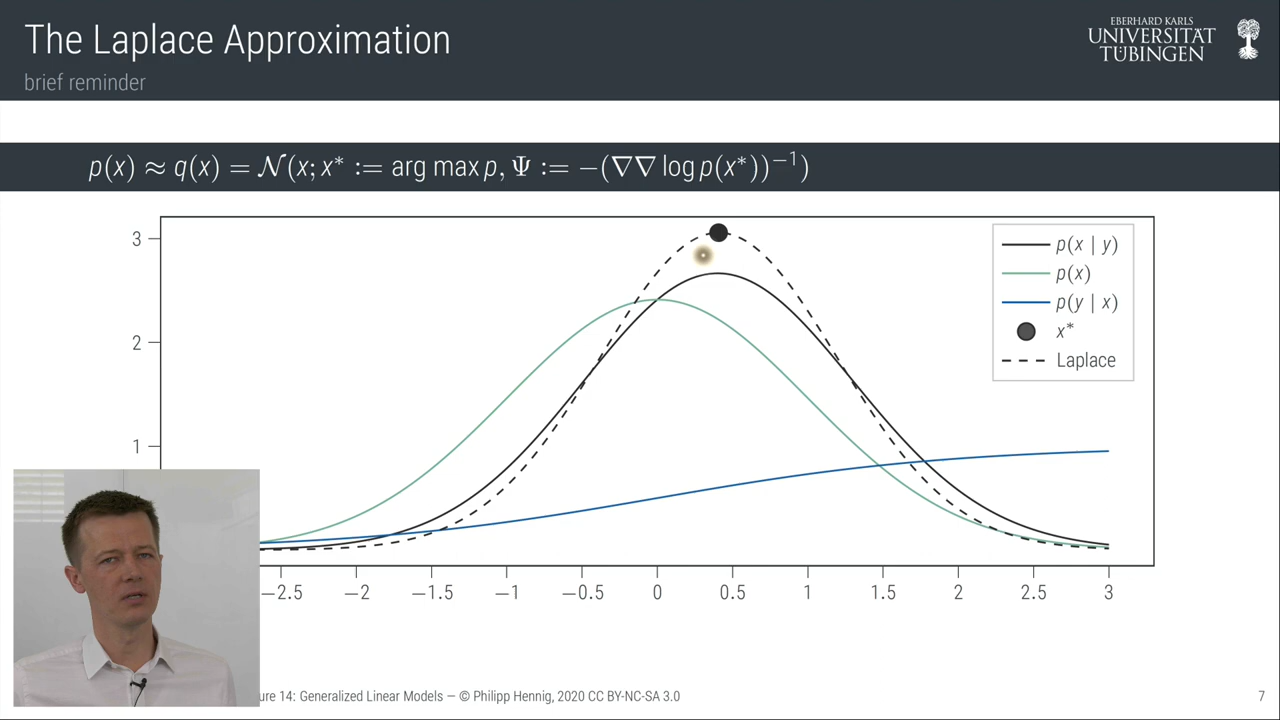 The Laplace Approximation
brief reminder
EBERHARD KARLS
UNIVERSITÄT
TÜBINGEN
p(x) ≈ q(x) = 𝒩(x; x* := arg max p, Ψ := −(∇∇ log p(x*))⁻¹)
3
2
1
p(x | y)
p(x)
p(y | x)
x*
Laplace
−2.5 −2 −1.5 −1 −0.5 0 0.5 1 1.5 2 2.5 3
14: Generalized Linear Models — © Philipp Hennig, 2020 CC BY-NC-SA 3.0
7